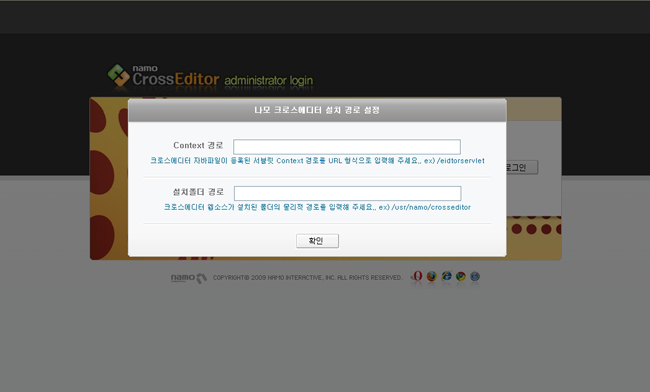 namo
CrossEditor administrator login
나모 크로스에디터 설치 경로 설정
Context 경로
크로스에디터 자바파일이 등록된 서블릿 Context 경로를 URL 형식으로 입력해 주세요,, ex) /eidtorservlet
설치폴더 경로
크로스에디터 웹소스가 설치된 폴더의 물리적 경로를 입력해 주세요,, ex) /usr/namo/crosseditor
로그인
확인
namo COPYRIGHT© 2009 NAMO INTERACTIVE, INC. ALL RIGHTS RESERVED.